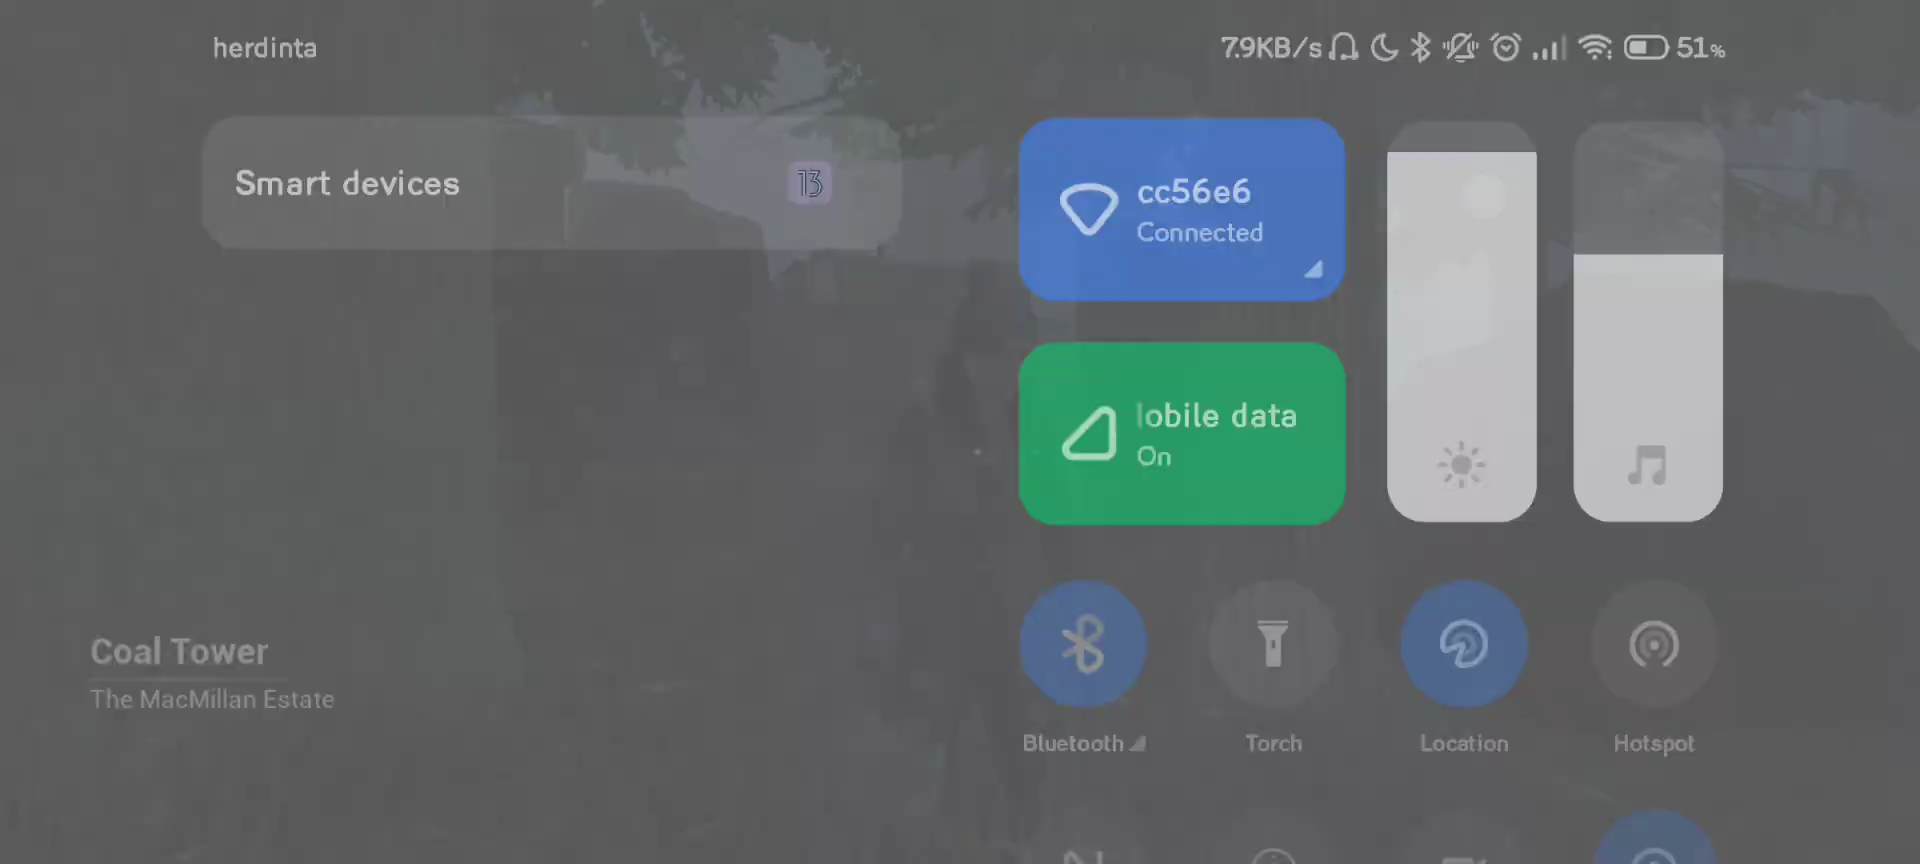 herdinta
7.9KB/s 51%
Smart devices 13
cc56e6
Connected
lobile data
On
Coal Tower
The MacMillan Estate
Bluetooth Torch Location Hotspot